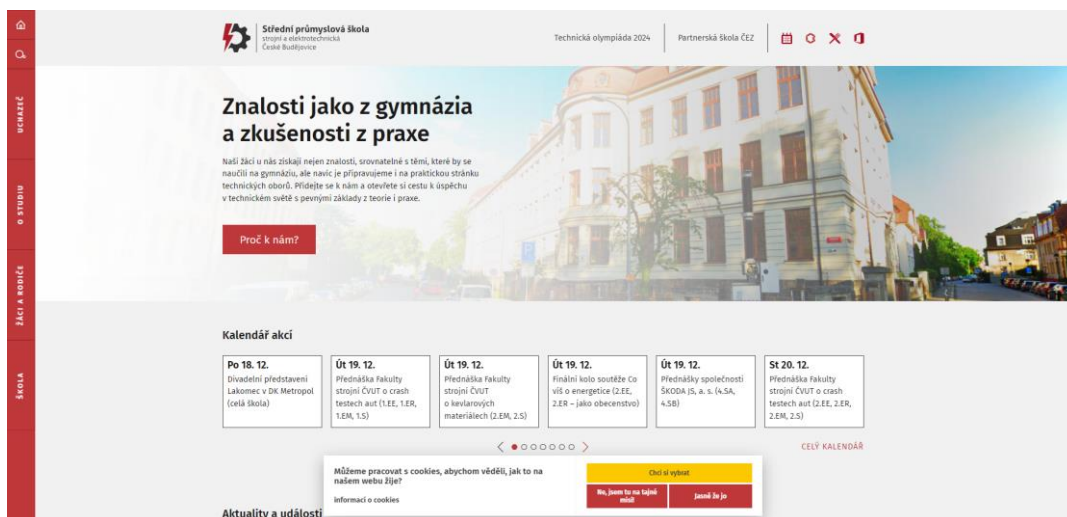 Střední průmyslová škola
strojní a elektrotechnická
České Budějovice
Technická olympiáda 2024
Partnerská škola ČEZ
UCHAZEČ
O STUDIU
ŽÁCI A RODIČE
ŠKOLA
Znalosti jako z gymnázia
a zkušenosti z praxe
Naši žáci u nás získají nejen znalosti, srovnatelné s těmi, které by se
naučili na gymnáziu, ale navíc je připravujeme i na praktickou stránku
technických oborů. Přidejte se k nám a otevřete si cestu k úspěchu
v technickém světě s pevnými základy z teorie i praxe.
Proč k nám?
Kalendář akcí
Po 18. 12.
Divadelní představení
Lakomec v DK Metropol
(celá škola)
Út 19. 12.
Přednáška Fakulty
strojní ČVUT o crash
testech aut (1.EE, 1.ER,
1.EM, 1.S)
Út 19. 12.
Přednáška Fakulty
strojní ČVUT
o kevlarových
materiálech (2.EM, 2.S)
Út 19. 12.
Finální kolo soutěže Co
víš o energetice (2.EE,
2.ER – jako obecenstvo)
Út 19. 12.
Přednášky společnosti
ŠKODA JS, a. s. (4.SA,
4.SB)
St 20. 12.
Přednáška Fakulty
strojní ČVUT o crash
testech aut (2.EE, 2.ER,
2.EM, 2.S)
CELÝ KALENDÁŘ
Můžeme pracovat s cookies, abychom věděli, jak to na
našem webu žije?
informací o cookies
Chci si vybrat
No, jsem tu na tajné
misi!
Jasně že jo
Aktuality a události